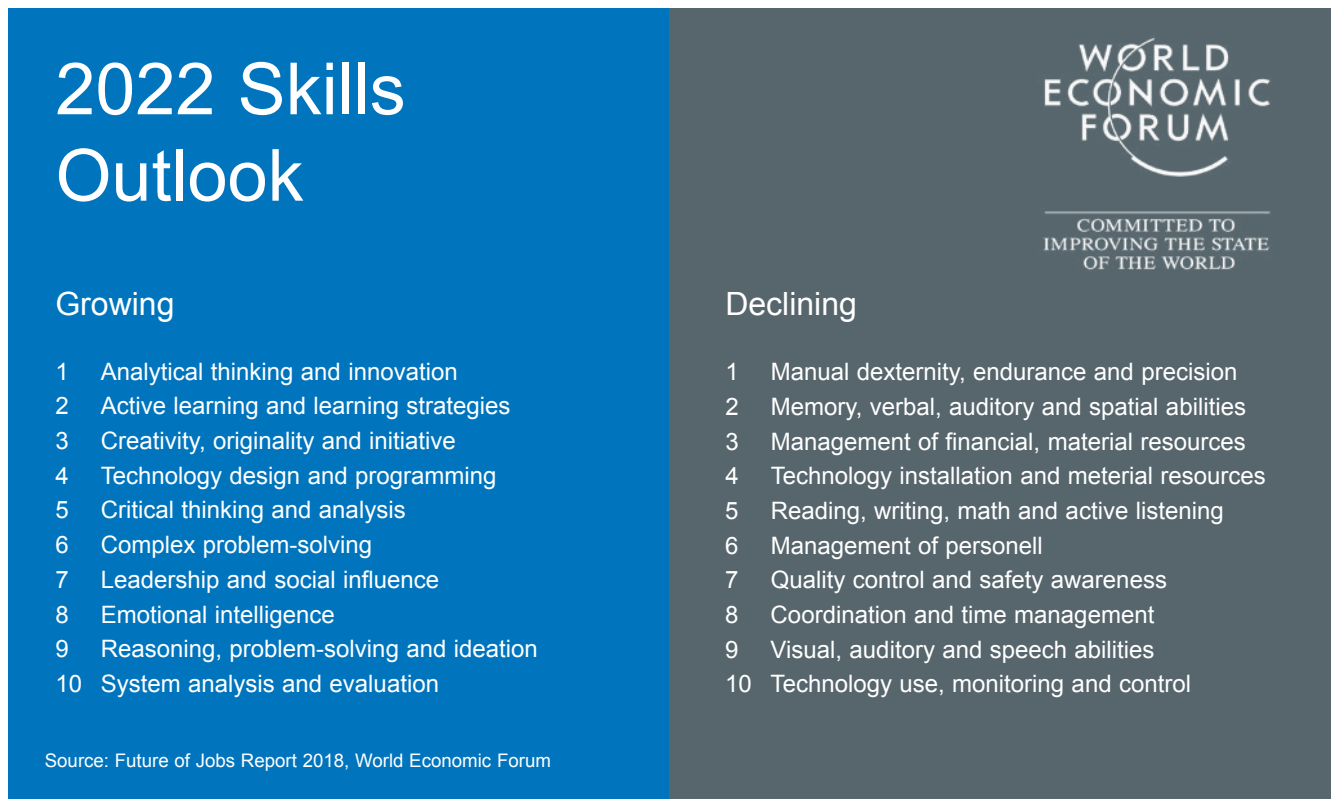 2022 Skills
Outlook
WORLD
ECONOMIC
FORUM
COMMITTED TO
IMPROVING THE STATE
OF THE WORLD
Growing
1 Analytical thinking and innovation
2 Active learning and learning strategies
3 Creativity, originality and initiative
4 Technology design and programming
5 Critical thinking and analysis
6 Complex problem-solving
7 Leadership and social influence
8 Emotional intelligence
9 Reasoning, problem-solving and ideation
10 System analysis and evaluation
Declining
1 Manual dexternity, endurance and precision
2 Memory, verbal, auditory and spatial abilities
3 Management of financial, material resources
4 Technology installation and meterial resources
5 Reading, writing, math and active listening
6 Management of personell
7 Quality control and safety awareness
8 Coordination and time management
9 Visual, auditory and speech abilities
10 Technology use, monitoring and control
Source: Future of Jobs Report 2018, World Economic Forum